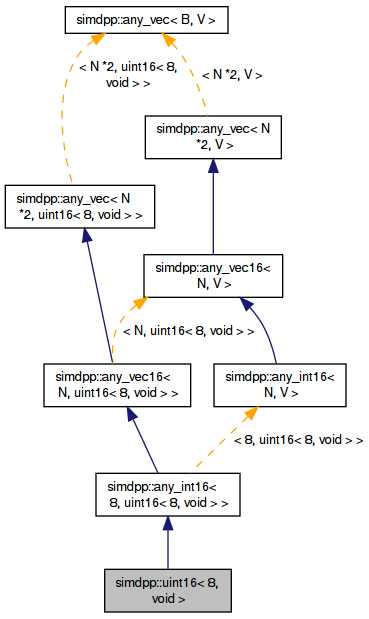 simdpp::any_vec< B, V >
< N *2, uint16< 8,
void > >
< N *2, V >
simdpp::any_vec< N
*2, V >
simdpp::any_vec< N
*2, uint16< 8, void > >
simdpp::any_vec16<
N, V >
< N, uint16< 8, void > >
simdpp::any_vec16<
N, uint16< 8, void > >
simdpp::any_int16<
N, V >
< 8, uint16< 8, void > >
simdpp::any_int16<
8, uint16< 8, void > >
simdpp::uint16< 8,
void >